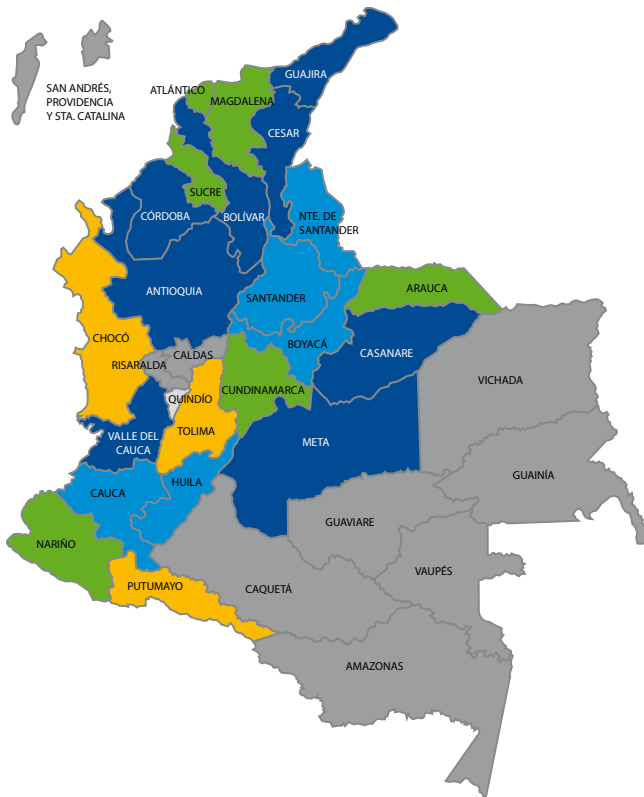 GUAJIRA
SAN ANDRÉS,
PROVIDENCIA
Y STA. CATALINA
ATLÁNTICO
MAGDALENA
CESAR
SUCRE
CÓRDOBA
BOLÍVAR
NTE. DE
SANTANDER
ANTIOQUIA
SANTANDER
ARAUCA
CHOCÓ
BOYACÁ
CASANARE
CALDAS
RISARALDA
VICHADA
CUNDINAMARCA
QUINDÍO
TOLIMA
VALLE DEL
CAUCA
META
GUAINÍA
HUILA
CAUCA
GUAVIARE
NARIÑO
VAUPÉS
PUTUMAYO
CAQUETÁ
AMAZONAS